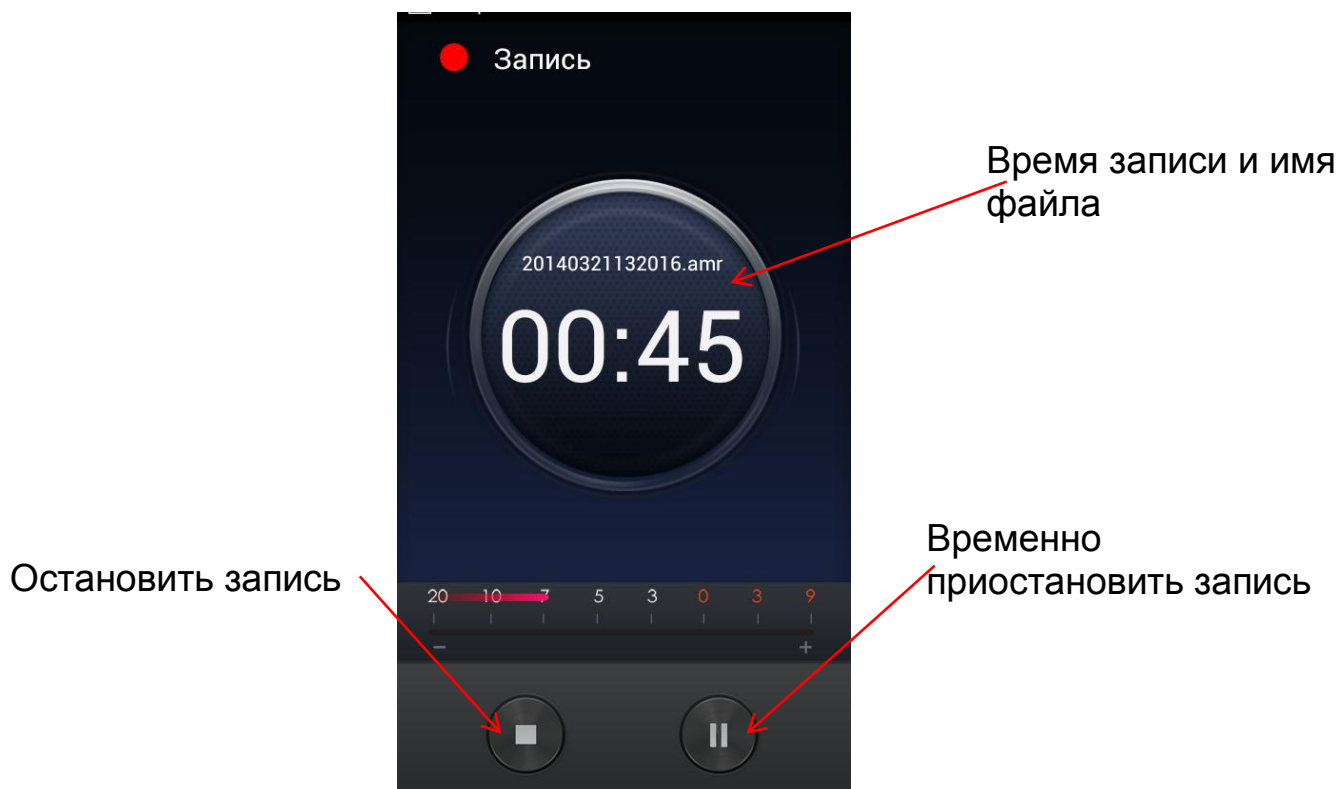 Запись
Время записи и имя
файла
20140321132016.amr
00:45
Временно
приостановить запись
Остановить запись
20 10 7 5 3 0 3 9
− +